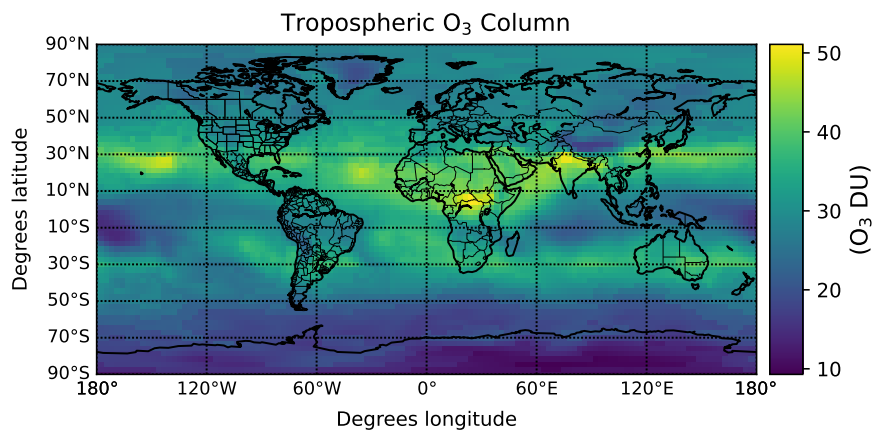 Tropospheric O₃ Column
90°N
70°N
50°N
30°N
10°N
10°S
30°S
50°S
70°S
90°S
Degrees latitude
180° 120°W 60°W 0° 60°E 120°E 180°
Degrees longitude
50
40
30
20
10
(O₃ DU)